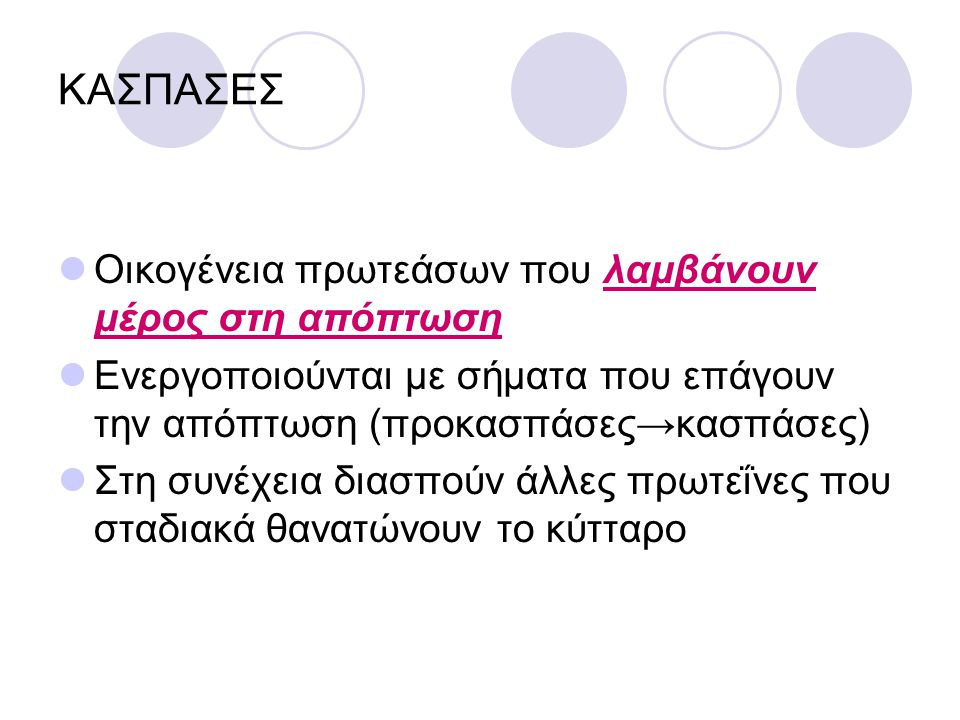 ΚΑΣΠΑΣΕΣ
Οικογένεια πρωτεάσων που λαμβάνουν
μέρος στη απόπτωση
Ενεργοποιούνται με σήματα που επάγουν
την απόπτωση (προκασπάσες→κασπάσες)
Στη συνέχεια διασπούν άλλες πρωτεΐνες που
σταδιακά θανατώνουν το κύτταρο